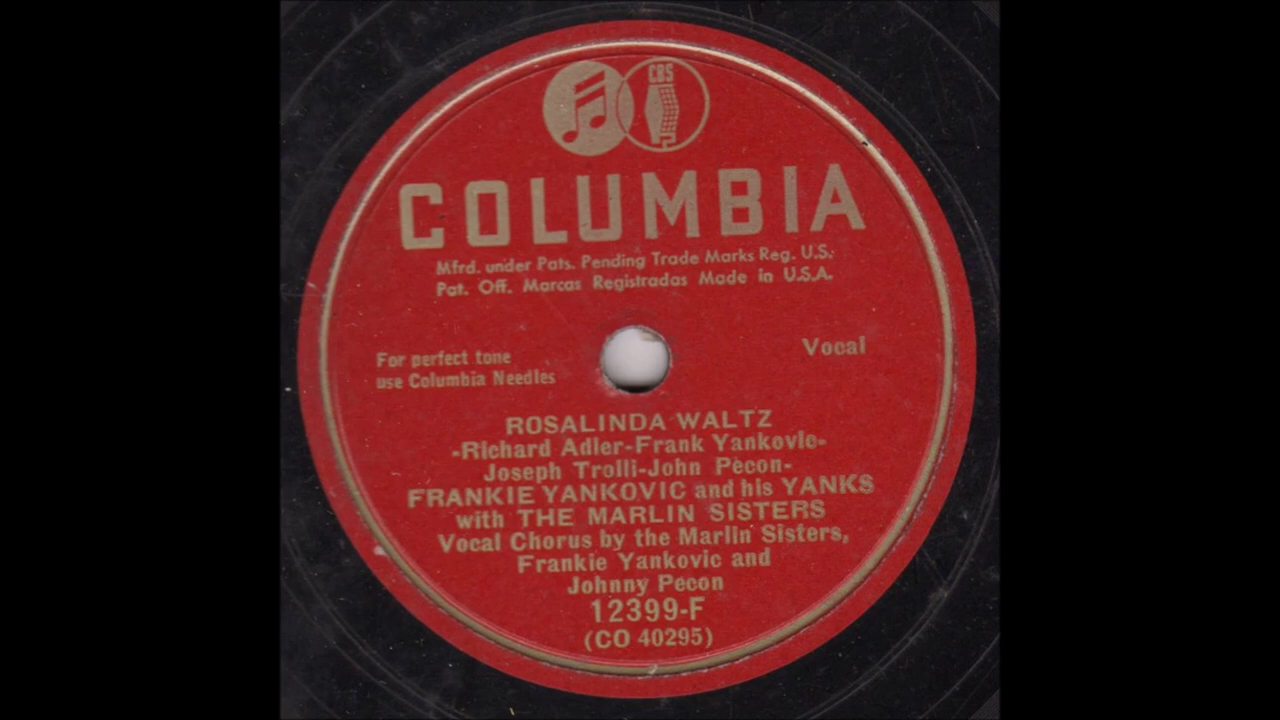 CBS
COLUMBIA
Mfrd. under Pats. Pending Trade Marks Reg. U.S.
Pat. Off. Marcas Registradas Made in U.S.A.
Vocal
For perfect tone
use Columbia Needles
ROSALINDA WALTZ
-Richard Adler-Frank Yankovic-
Joseph Trolli-John Pecon-
FRANKIE YANKOVIC and his YANKS
with THE MARLIN SISTERS
Vocal Chorus by the Marlin Sisters,
Frankie Yankovic and
Johnny Pecon
12399-F
(CO 40295)